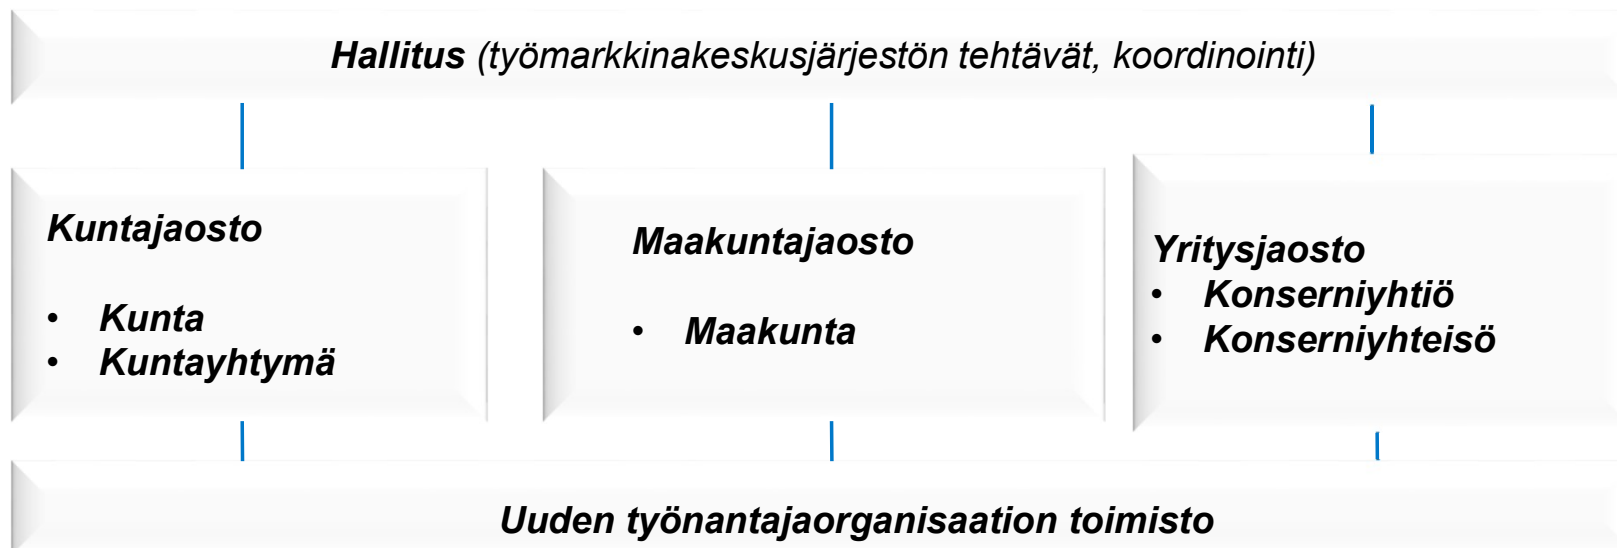 Hallitus (työmarkkinakeskusjärjestön tehtävät, koordinointi)
Kuntajaosto
• Kunta
• Kuntayhtymä
Maakuntajaosto
• Maakunta
Yritysjaosto
• Konserniyhtiö
• Konserniyhteisö
Uuden työnantajaorganisaation toimisto